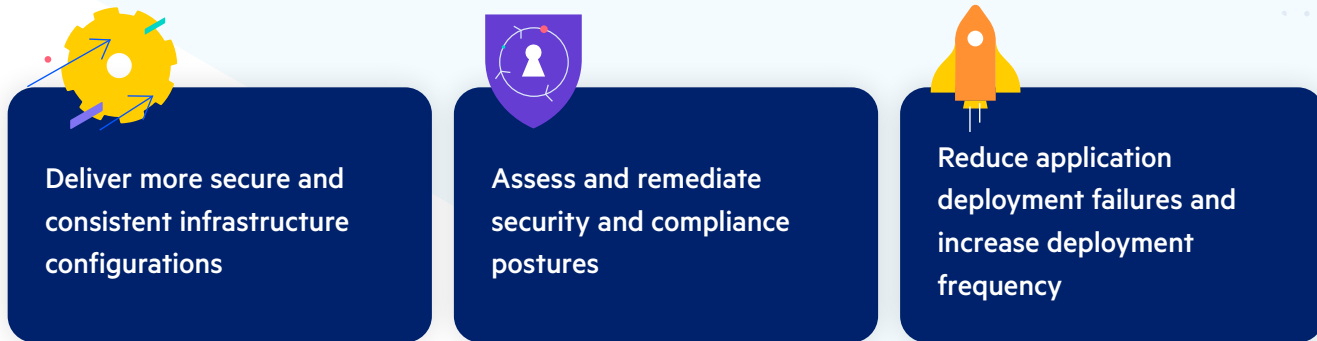 Deliver more secure and
consistent infrastructure
configurations
Assess and remediate
security and compliance
postures
Reduce application
deployment failures and
increase deployment
frequency